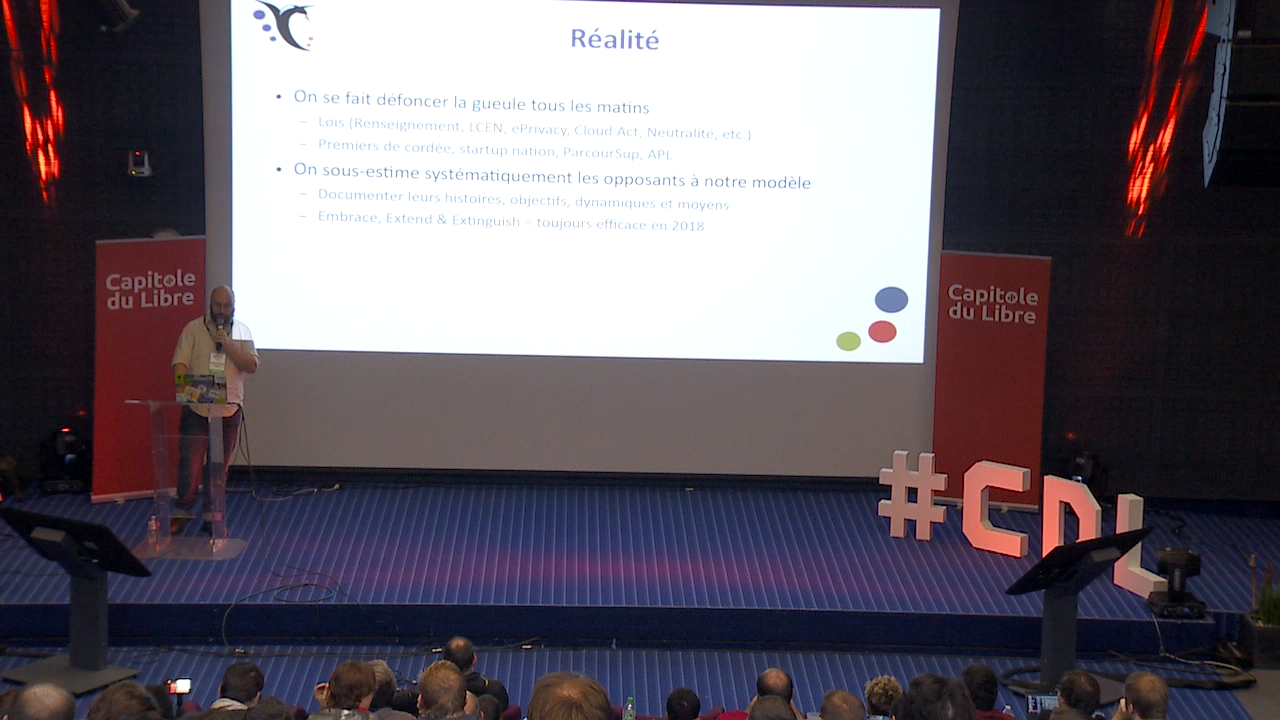 Réalité
• On se fait défoncer la gueule tous les matins
– Lois (Renseignement, LCEN, ePrivacy, Cloud Act, Neutralité, etc.)
– Premiers de cordée, startup nation, ParcourSup, APL
• On sous-estime systématiquement les opposants à notre modèle
– Documenter leurs histoires, objectifs, dynamiques et moyens
– Embrace, Extend & Extinguish = toujours efficace en 2018
Capitole
du Libre
Capitole
du Libre
#CDL